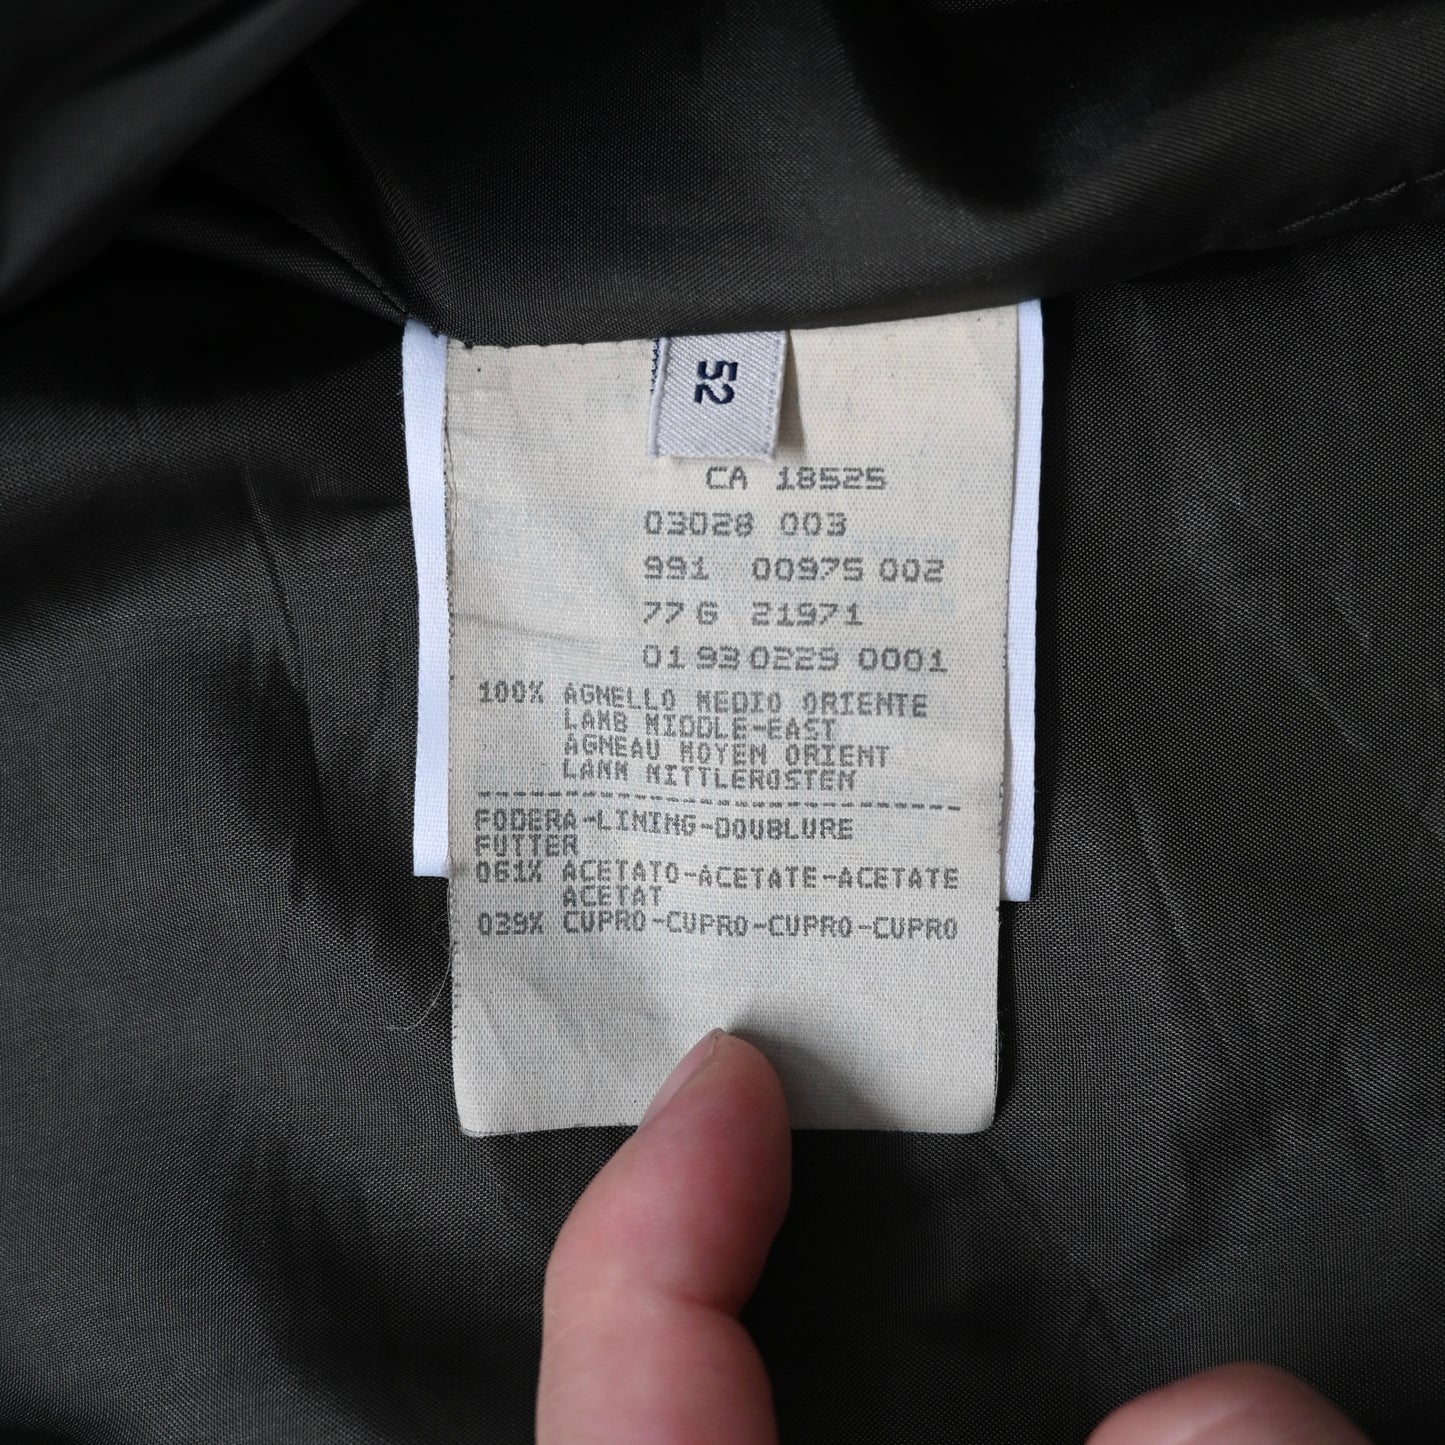 52
CA 18525
03028 003
991 00975 002
77 G 21971
01 93 0229 0001
100% AGNELLO MEDIO ORIENTE
LAMB MIDDLE-EAST
AGNEAU MOYEN ORIENT
LAMM MITTLEROSTEN
FODERA-LINING-DOUBLURE
FUTTER
061% ACETATO-ACETATE-ACETATE
ACETAT
039% CUPRO-CUPRO-CUPRO-CUPRO